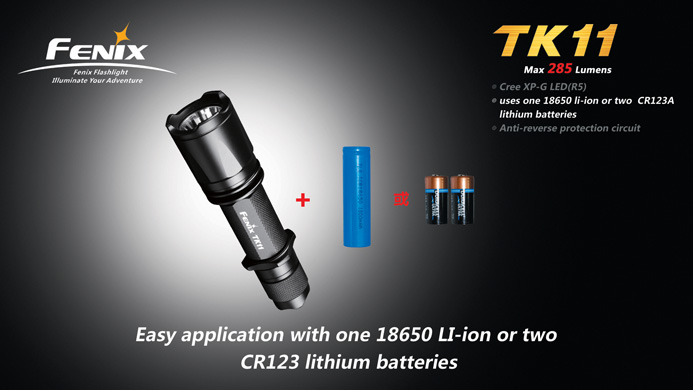 FENIX
Fenix Flashlight
Illuminate Your Adventure
TK11
Max 285 Lumens
Cree XP-G LED(R5)
uses one 18650 li-ion or two CR123A
lithium batteries
Anti-reverse protection circuit
+
或
FENIX TK11
Easy application with one 18650 LI-ion or two
CR123 lithium batteries